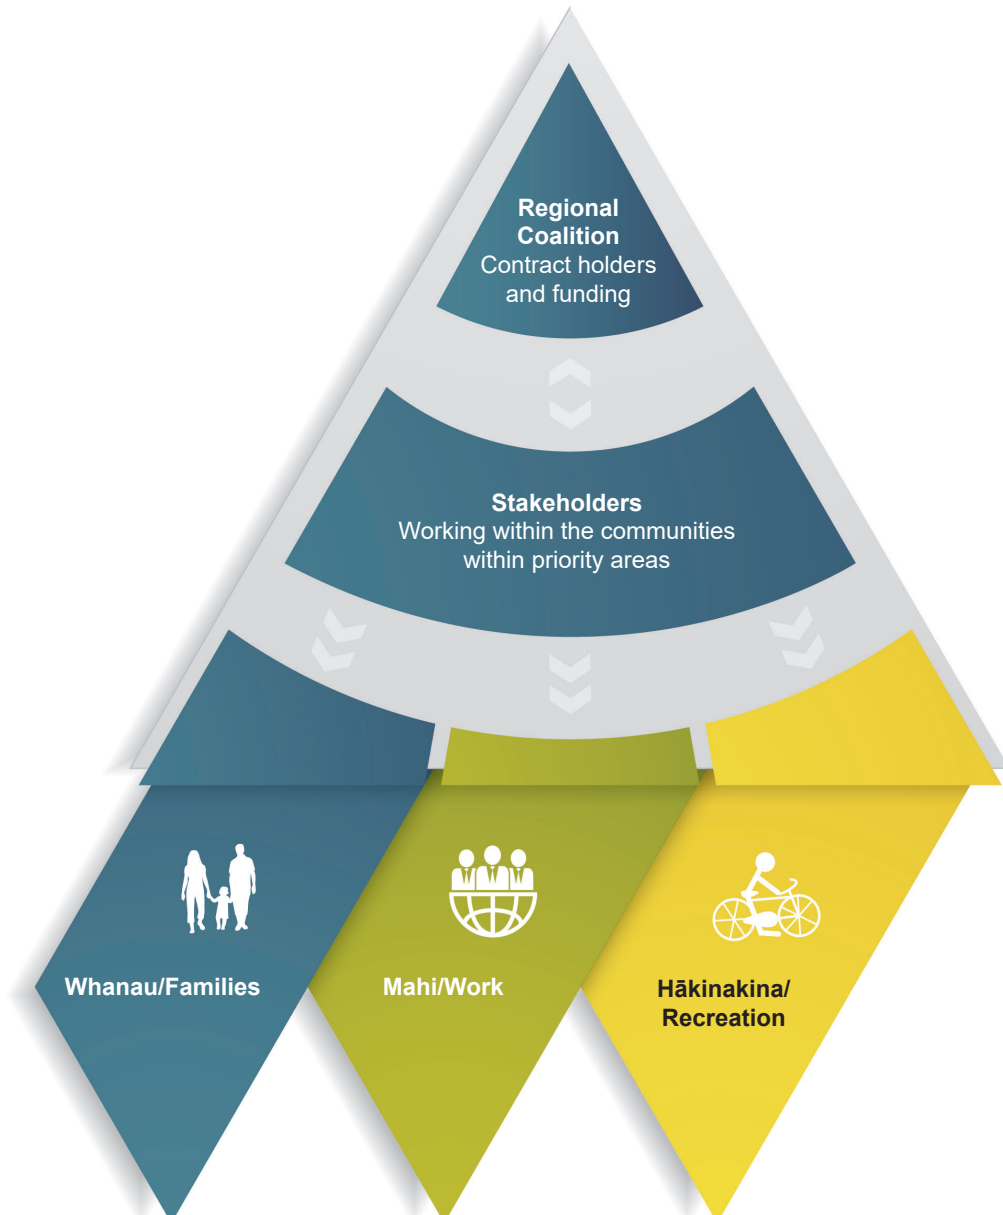 Regional
Coalition
Contract holders
and funding
Stakeholders
Working within the communities
within priority areas
Whanau/Families
Mahi/Work
Hākinakina/
Recreation